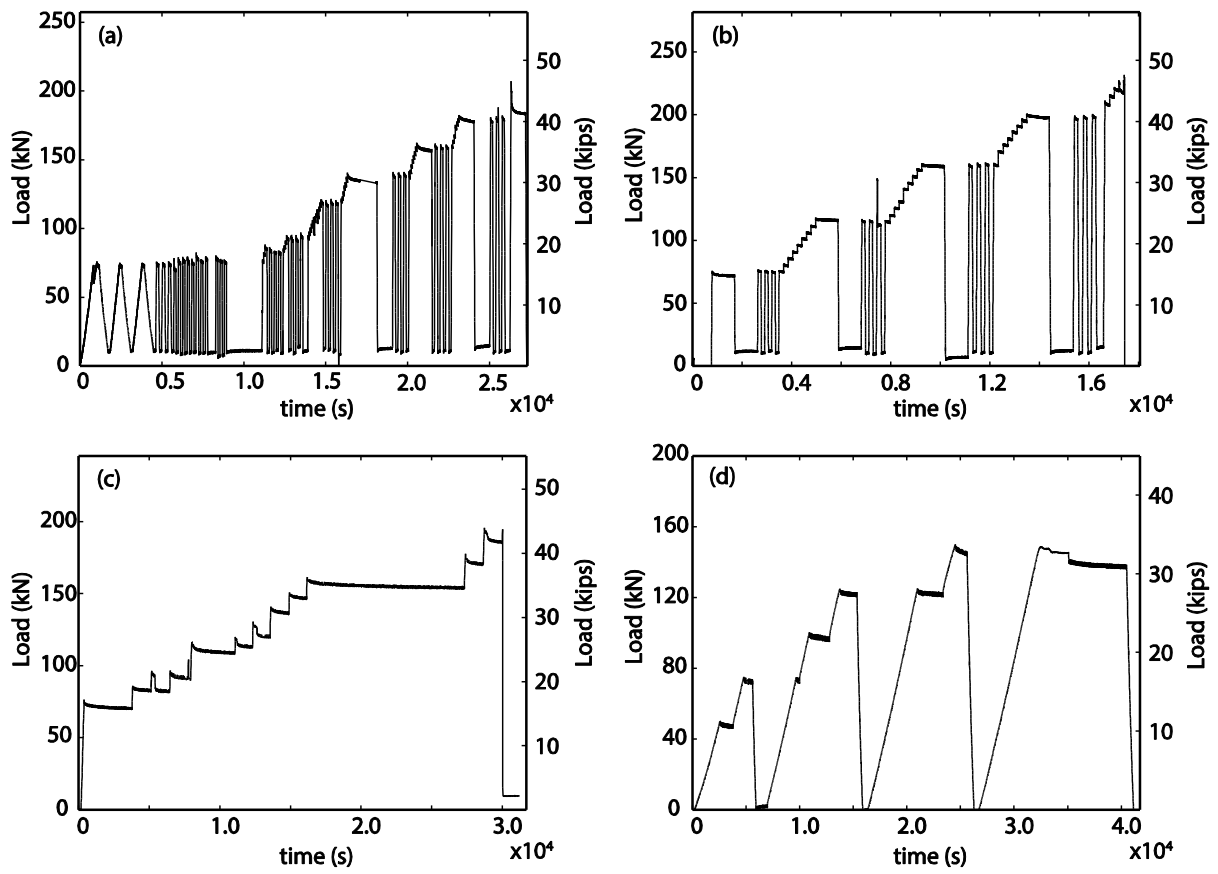 (a)
Load (kN)
250
200
150
100
50
0
50
40
30
20
10
Load (kips)
0 0.5 1.0 1.5 2.0 2.5
time (s)
x10⁴
(b)
Load (kN)
250
200
150
100
50
0
50
40
30
20
10
Load (kips)
0 0.4 0.8 1.2 1.6
time (s)
x10⁴
(c)
Load (kN)
200
150
100
50
0
50
40
30
20
10
Load (kips)
0 1.0 2.0 3.0
time (s)
x10⁴
(d)
Load (kN)
200
160
120
80
40
0
40
30
20
10
Load (kips)
0 1.0 2.0 3.0 4.0
time (s)
x10⁴